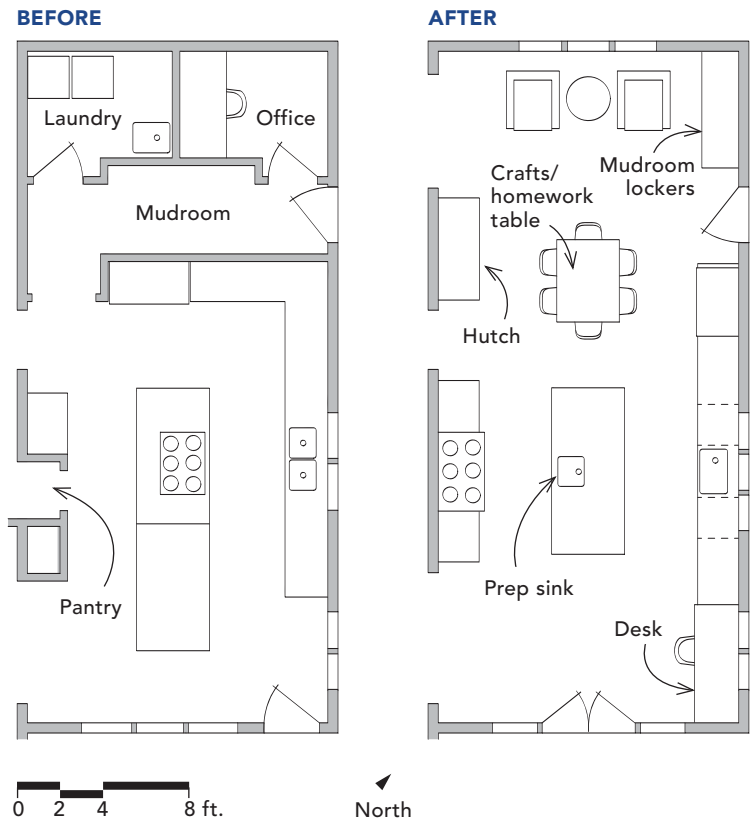 BEFORE
Laundry
Office
Mudroom
Pantry
AFTER
Mudroom
lockers
Crafts/
homework
table
Hutch
Prep sink
Desk
0 2 4 8 ft.
North